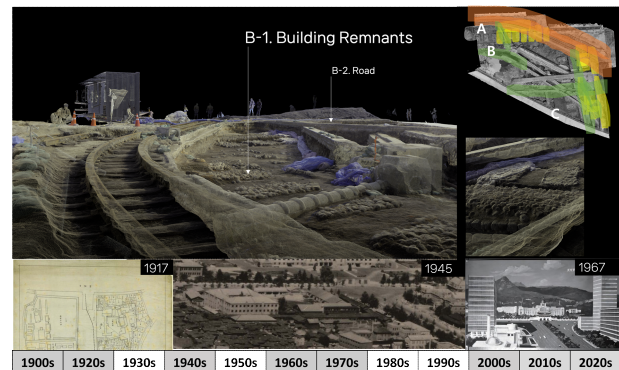 B-1. Building Remnants
B-2. Road
A
B
C
1917
1945
1967
1900s 1920s 1930s 1940s 1950s 1960s 1970s 1980s 1990s 2000s 2010s 2020s